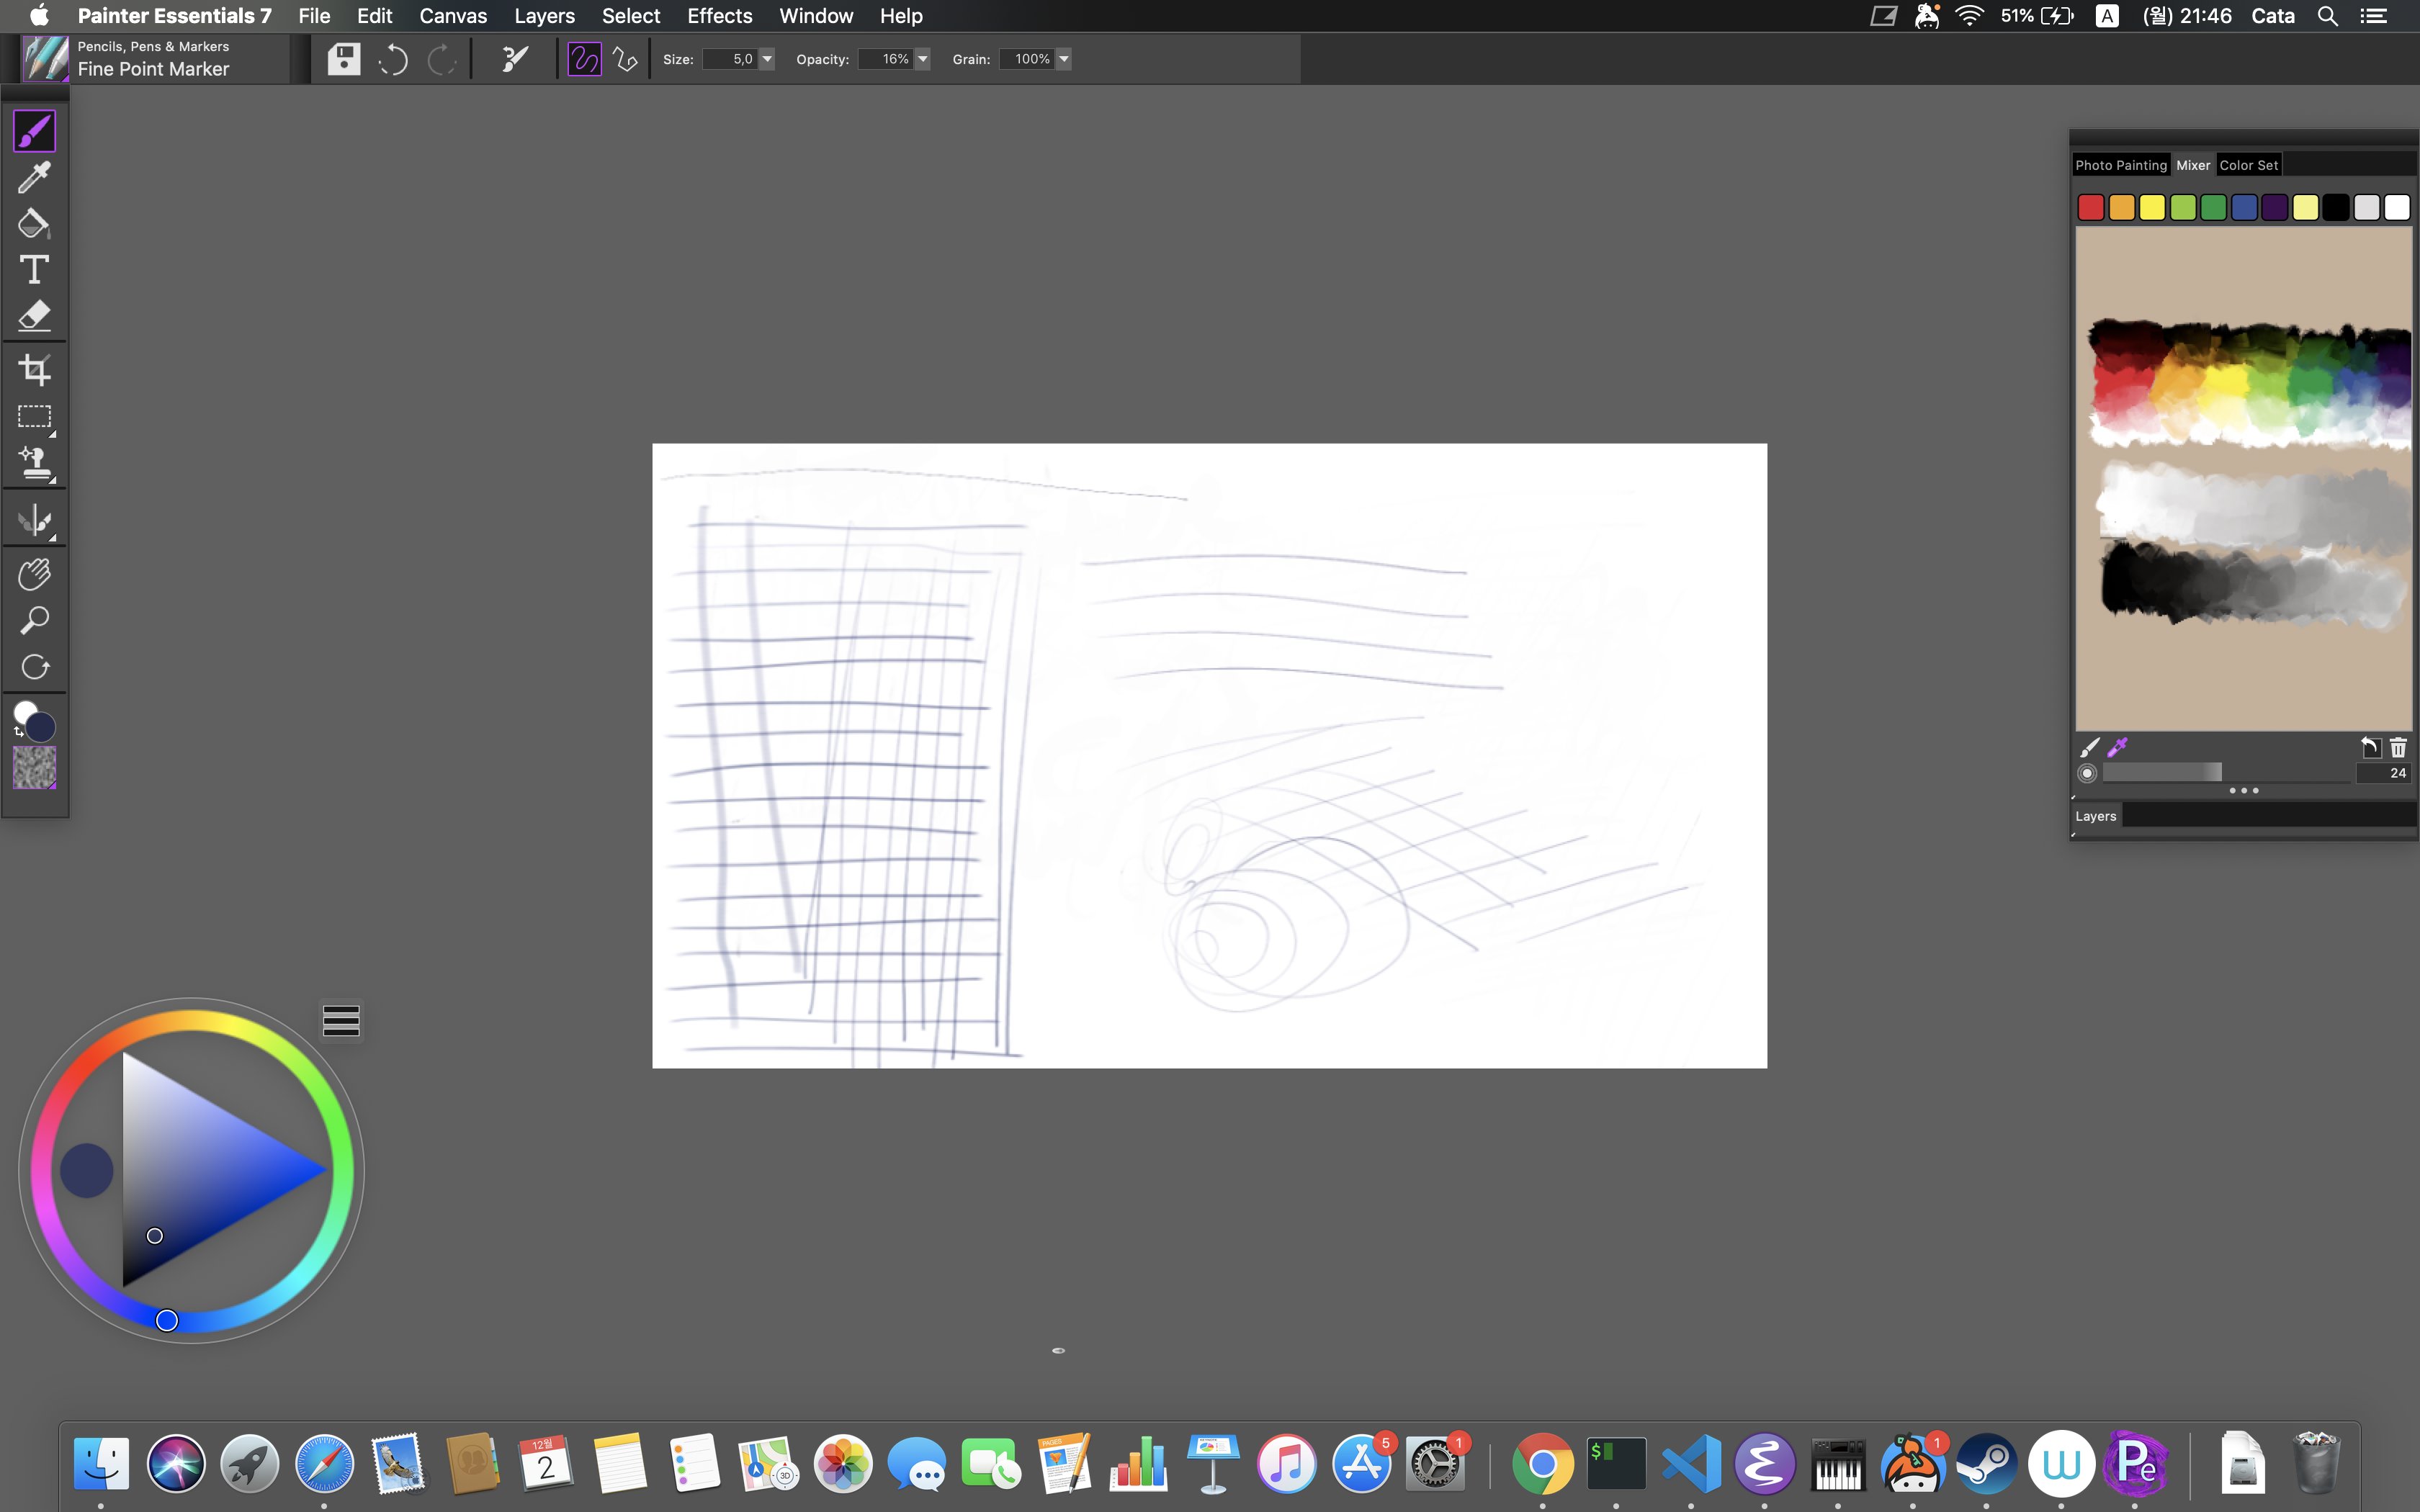 Painter Essentials 7 File Edit Canvas Layers Select Effects Window Help 51% A (월) 21:46 Cata
Pencils, Pens & Markers
Fine Point Marker
Size: 5,0 Opacity: 16% Grain: 100%
T
Photo Painting Mixer Color Set
24
Layers
12월
2
3D
PAGES
5
1
$
1
W
Pe